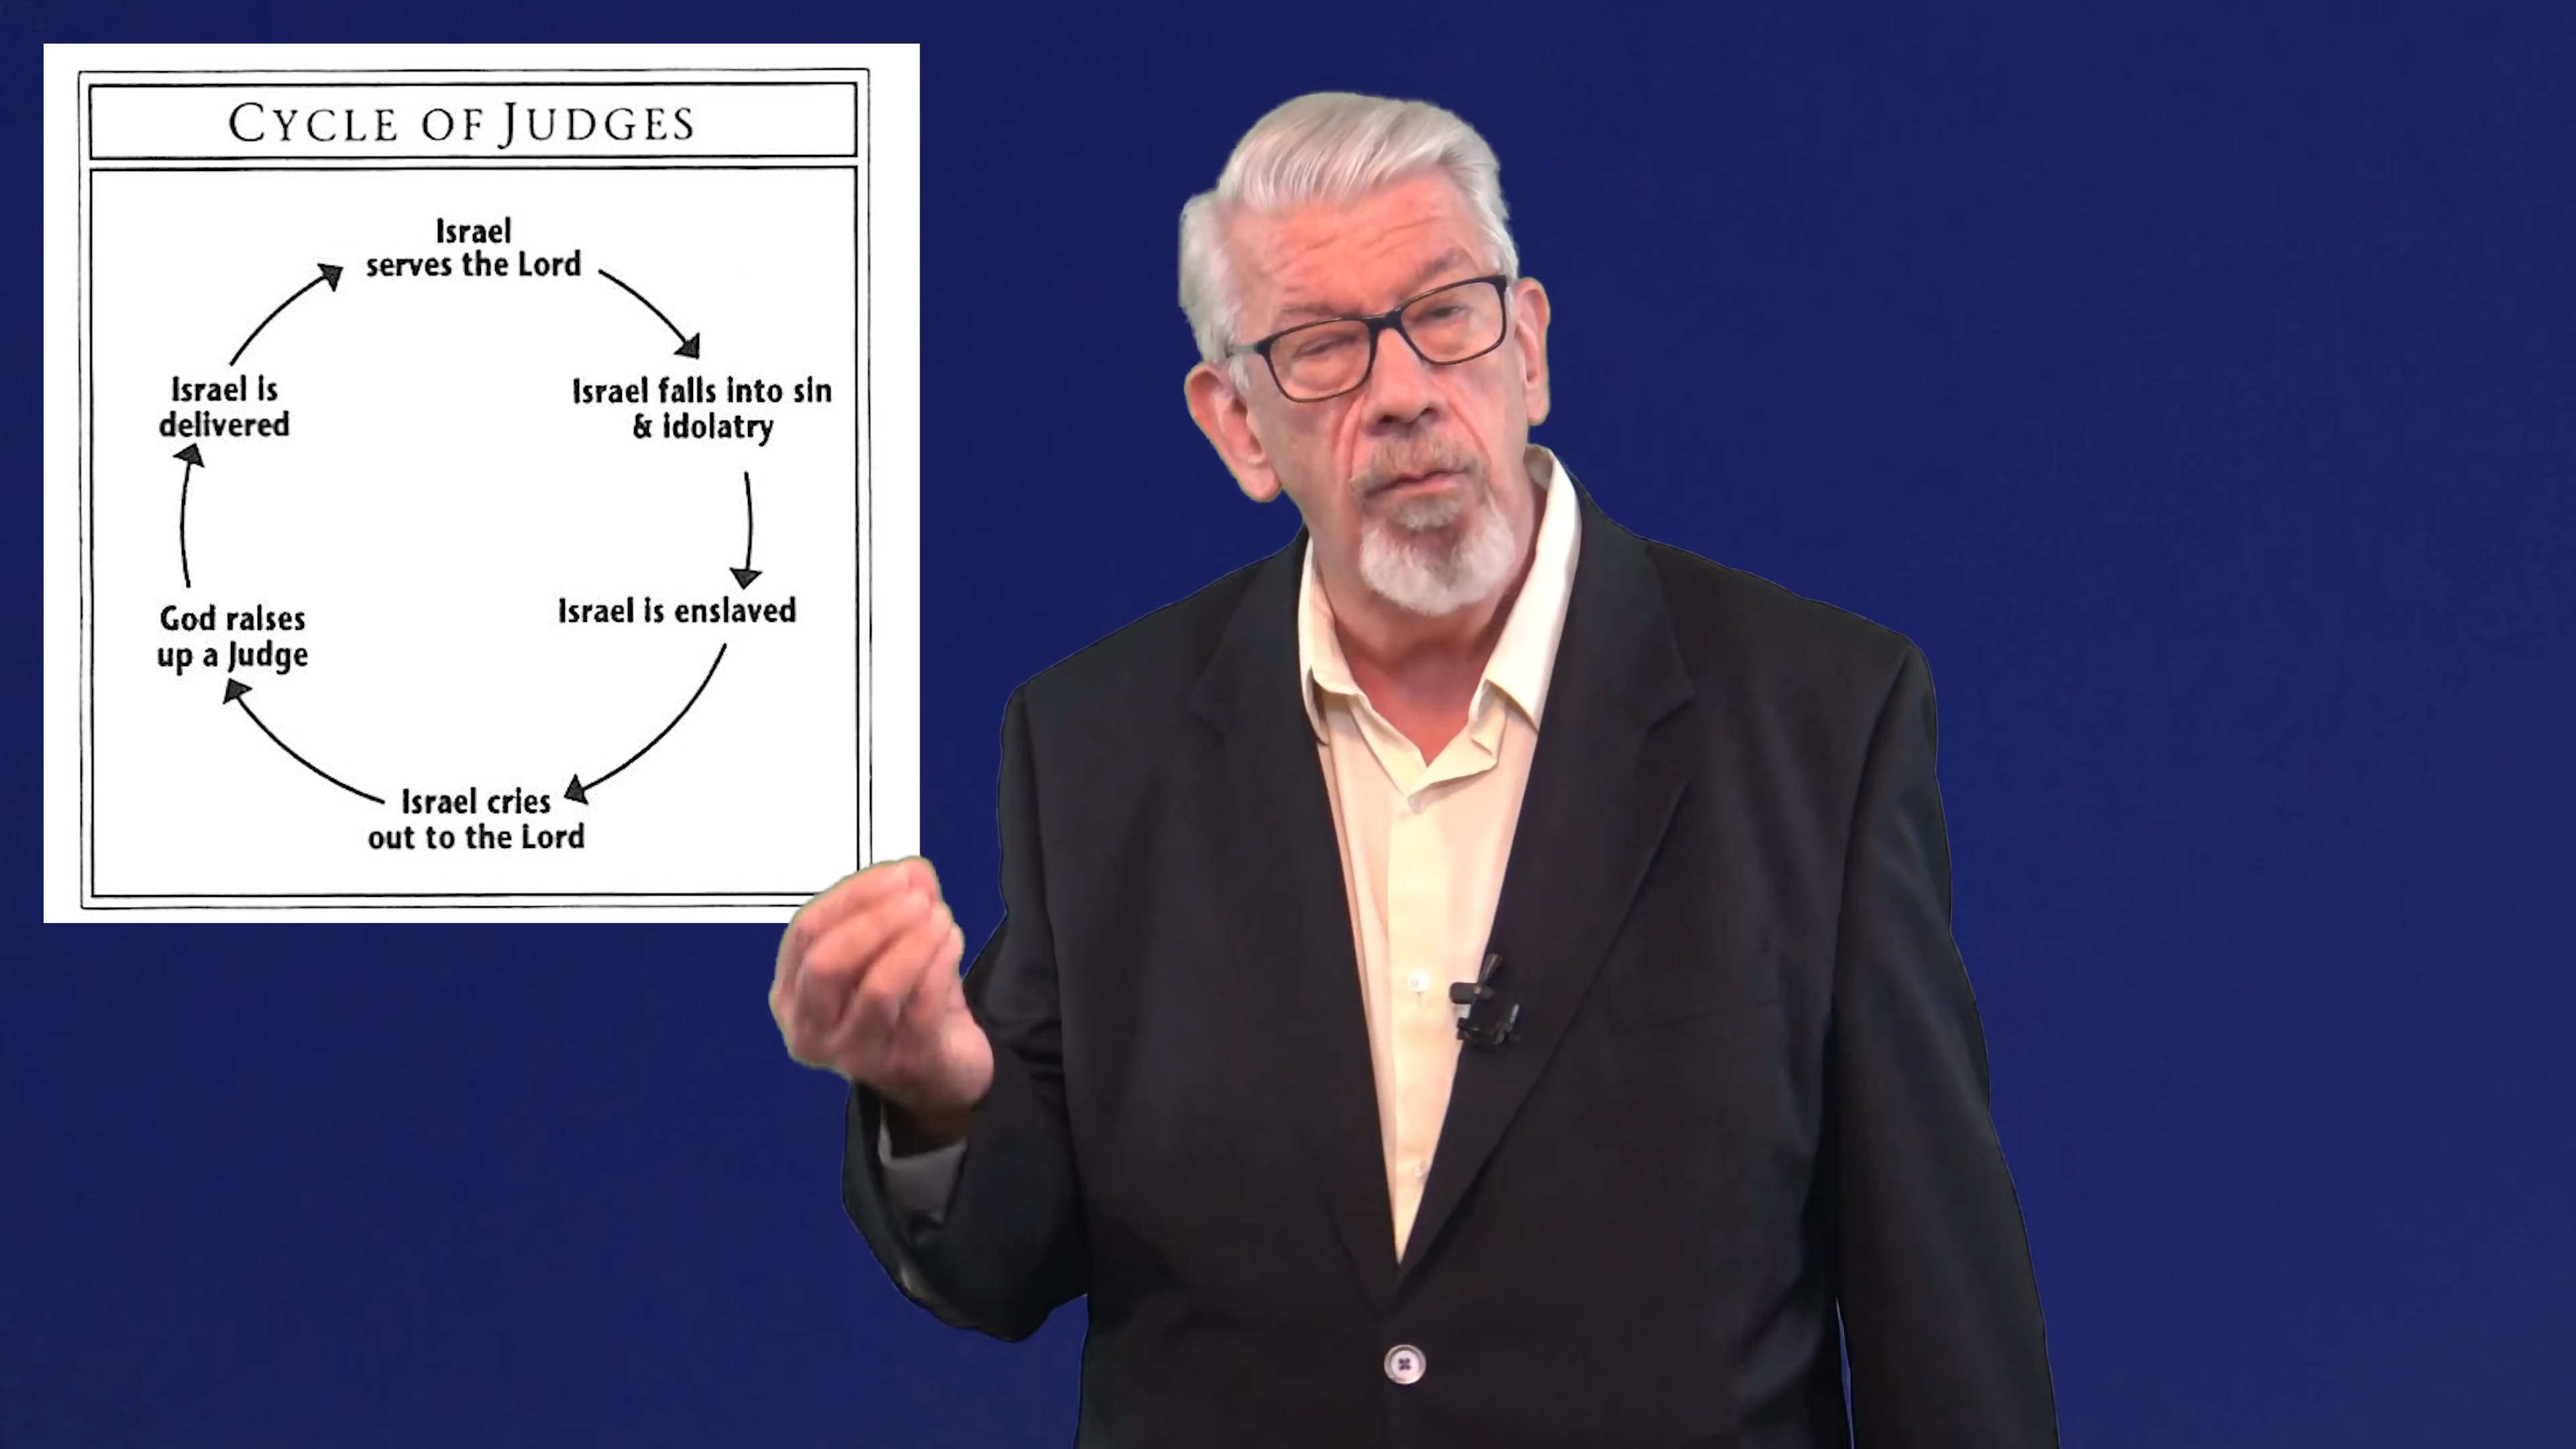 CYCLE OF JUDGES
Israel
serves the Lord
Israel falls into sin
& idolatry
Israel is enslaved
Israel cries
out to the Lord
God raises
up a Judge
Israel is
delivered